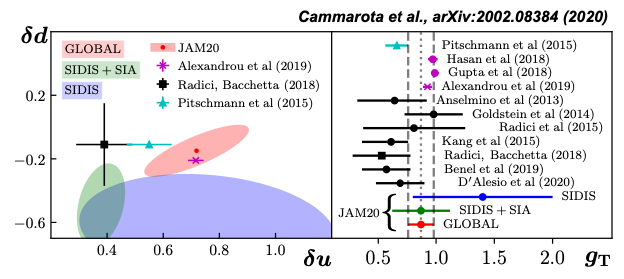 Cammarota et al., arXiv:2002.08384 (2020)
δd
GLOBAL
SIDIS + SIA
SIDIS
JAM20
Alexandrou et al (2019)
Radici, Bacchetta (2018)
Pitschmann et al (2015)
0.2
−0.2
−0.6
0.4
0.6
0.8
1.0
δu
Pitschmann et al (2015)
Hasan et al (2018)
Gupta et al (2018)
Alexandrou et al (2019)
Anselmino et al (2013)
Goldstein et al (2014)
Radici et al (2015)
Kang et al (2015)
Radici, Bacchetta (2018)
Benel et al (2019)
D′Alesio et al (2020)
SIDIS
JAM20 { SIDIS + SIA
GLOBAL
0.5
1.0
1.5
2.0
gT